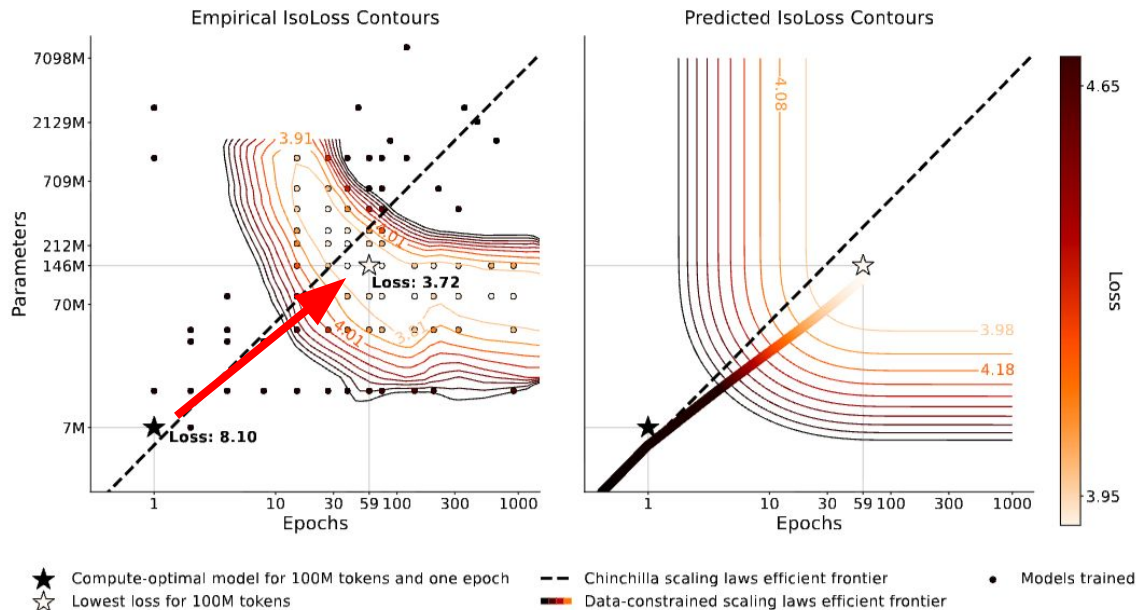 Empirical IsoLoss Contours
Predicted IsoLoss Contours
7098M
2129M
709M
212M
146M
70M
7M
Parameters
3.91
4.01
Loss: 3.72
4.01
Loss: 8.10
1
10
30
59
100
300
1000
Epochs
4.08
3.98
4.18
1
10
30
59
100
300
1000
Epochs
4.65
3.95
Loss
Compute-optimal model for 100M tokens and one epoch
Lowest loss for 100M tokens
Chinchilla scaling laws efficient frontier
Data-constrained scaling laws efficient frontier
Models trained